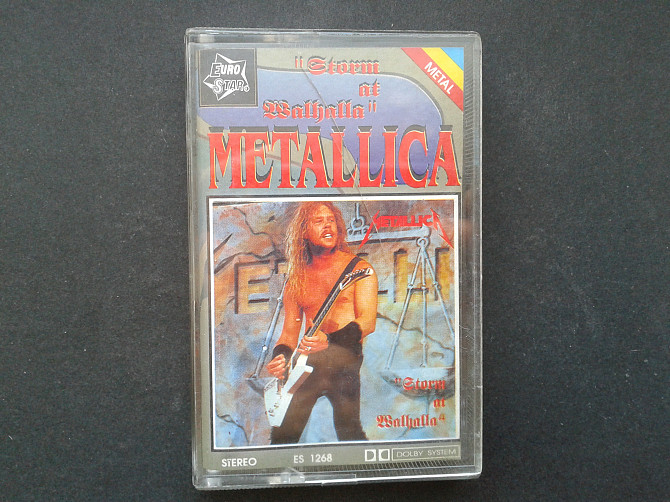 EURO
STAR
METAL
"Storm
at
Walhalla"
METALLICA
METALLICA
"Storm
at
Walhalla"
STEREO
ES 1268
DOLBY SYSTEM